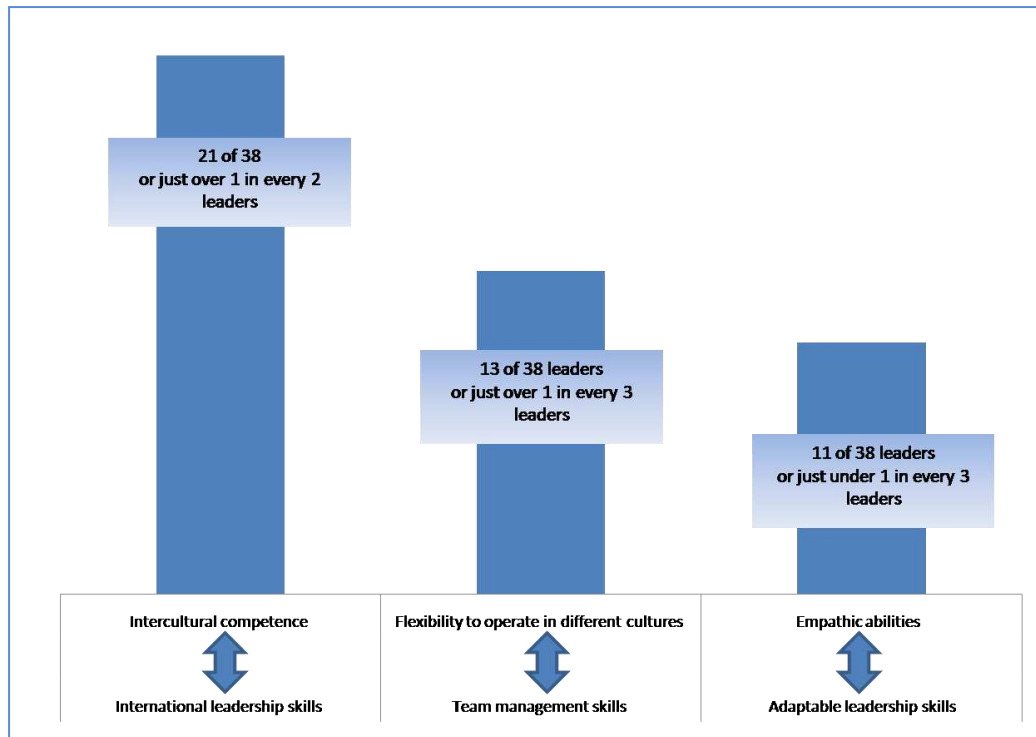 21 of 38
or just over 1 in every 2
leaders
13 of 38 leaders
or just over 1 in every 3
leaders
11 of 38 leaders
or just under 1 in every 3
leaders
Intercultural competence
International leadership skills
Flexibility to operate in different cultures
Team management skills
Empathic abilities
Adaptable leadership skills